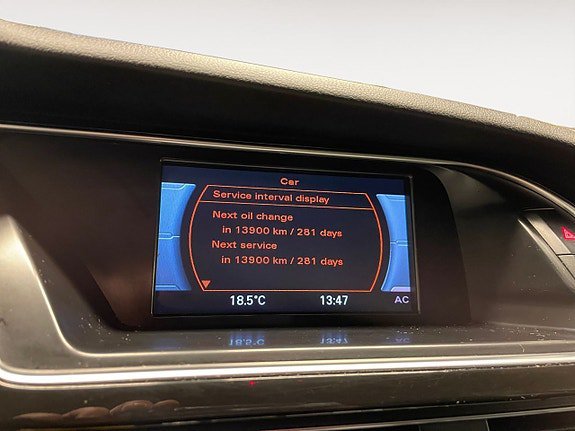 Car
Service interval display
Next oil change
in 13900 km / 281 days
Next service
in 13900 km / 281 days
18.5°C 13:47 AC